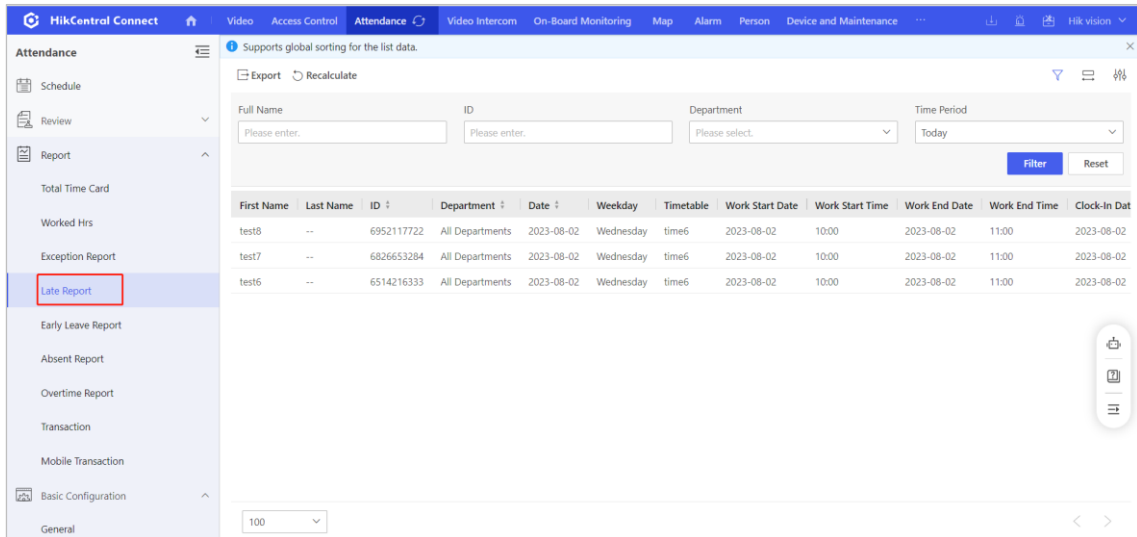 HikCentral Connect Video Access Control Attendance Video Intercom On-Board Monitoring Map Alarm Person Device and Maintenance ... Hik vision
Attendance
Supports global sorting for the list data.
Schedule
Review
Report
Total Time Card
Worked Hrs
Exception Report
Late Report
Early Leave Report
Absent Report
Overtime Report
Transaction
Mobile Transaction
Basic Configuration
General
Export Recalculate
Full Name ID Department Time Period
Please enter. Please enter. Please select. Today
Filter Reset
First Name Last Name ID Department Date Weekday Timetable Work Start Date Work Start Time Work End Date Work End Time Clock-In Dat
test8 -- 6952117722 All Departments 2023-08-02 Wednesday time6 2023-08-02 10:00 2023-08-02 11:00 2023-08-02
test7 -- 6826653284 All Departments 2023-08-02 Wednesday time6 2023-08-02 10:00 2023-08-02 11:00 2023-08-02
test6 -- 6514216333 All Departments 2023-08-02 Wednesday time6 2023-08-02 10:00 2023-08-02 11:00 2023-08-02
100